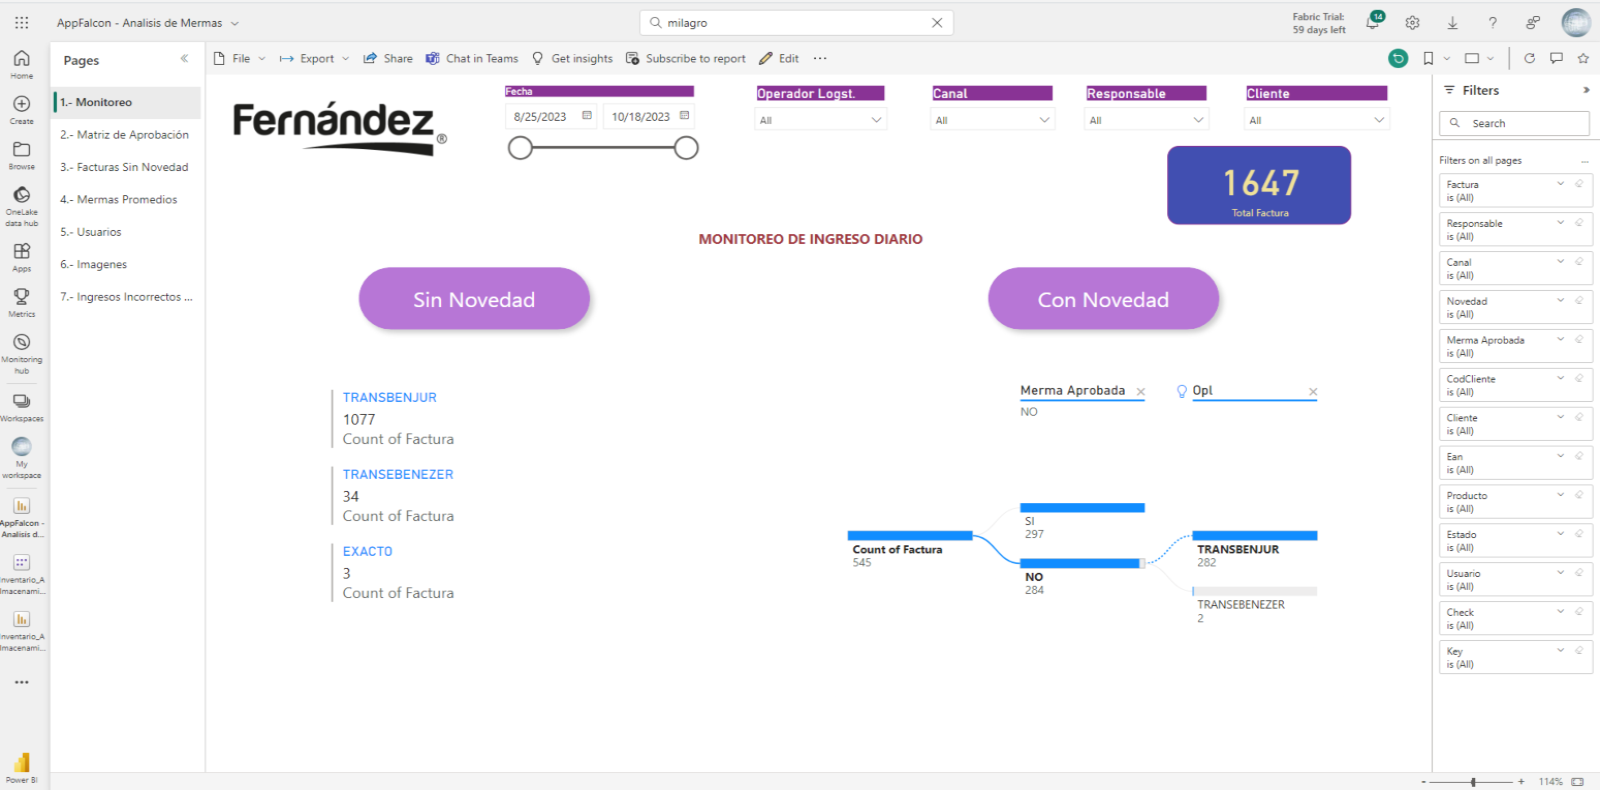 AppFalcon - Analisis de Mermas
milagro
Fabric Trial:
59 days left
14
Home
Create
Browse
OneLake
data hub
Apps
Metrics
Monitoring
hub
Workspaces
My
workspace
AppFalcon -
Analisis d...
Inventario_A
lmacenami...
Inventario_A
lmacenami...
Power BI
Pages
1.- Monitoreo
2.- Matriz de Aprobación
3.- Facturas Sin Novedad
4.- Mermas Promedios
5.- Usuarios
6.- Imagenes
7.- Ingresos Incorrectos ...
File
Export
Share
Chat in Teams
Get insights
Subscribe to report
Edit
Fernández®
Fecha
8/25/2023
10/18/2023
Operador Logst.
All
Canal
All
Responsable
All
Cliente
All
1647
Total Factura
MONITOREO DE INGRESO DIARIO
Sin Novedad
Con Novedad
TRANSBENJUR
1077
Count of Factura
TRANSEBENEZER
34
Count of Factura
EXACTO
3
Count of Factura
Merma Aprobada
NO
Opl
Count of Factura
545
SI
297
NO
284
TRANSBENJUR
282
TRANSEBENEZER
2
Filters
Search
Filters on all pages
Factura
is (All)
Responsable
is (All)
Canal
is (All)
Novedad
is (All)
Merma Aprobada
is (All)
CodCliente
is (All)
Cliente
is (All)
Ean
is (All)
Producto
is (All)
Estado
is (All)
Usuario
is (All)
Check
is (All)
Key
is (All)
- + 114%